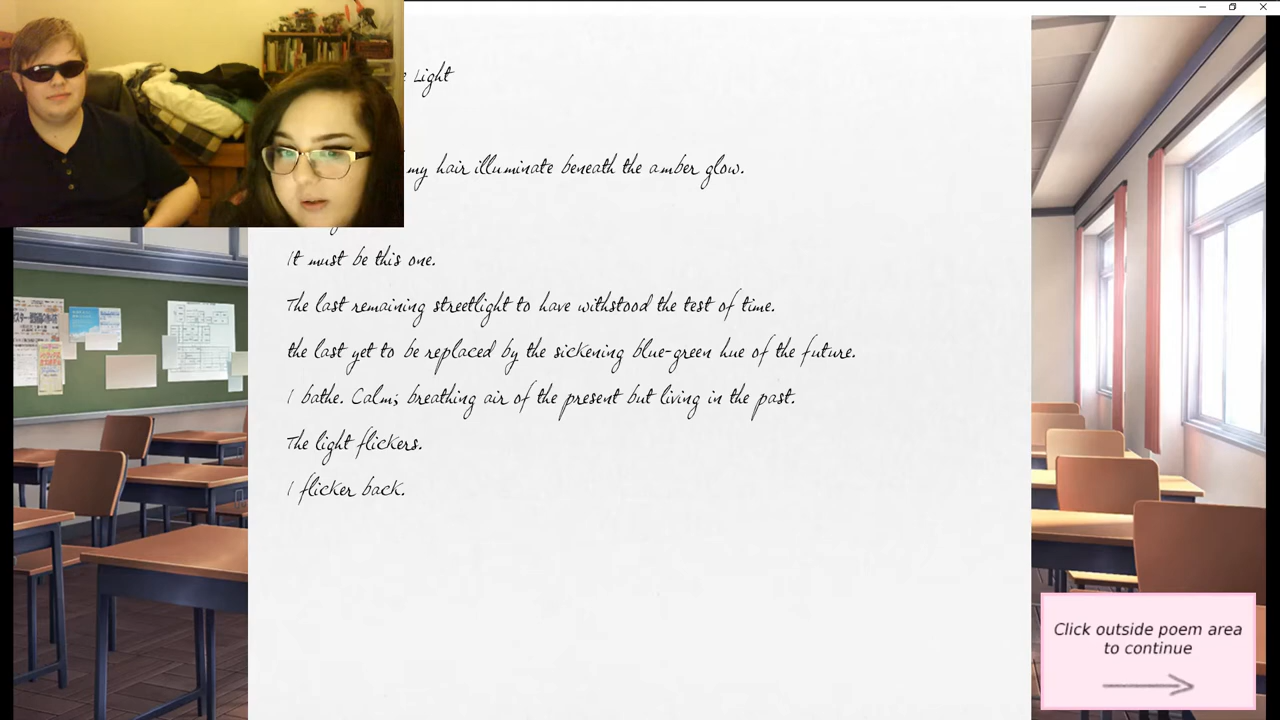 Light
my hair illuminate beneath the amber glow.
It must be this one.
The last remaining streetlight to have withstood the test of time.
the last yet to be replaced by the sickening blue-green hue of the future.
I bathe. Calm; breathing air of the present but living in the past.
The light flickers.
I flicker back.
Click outside poem area
to continue